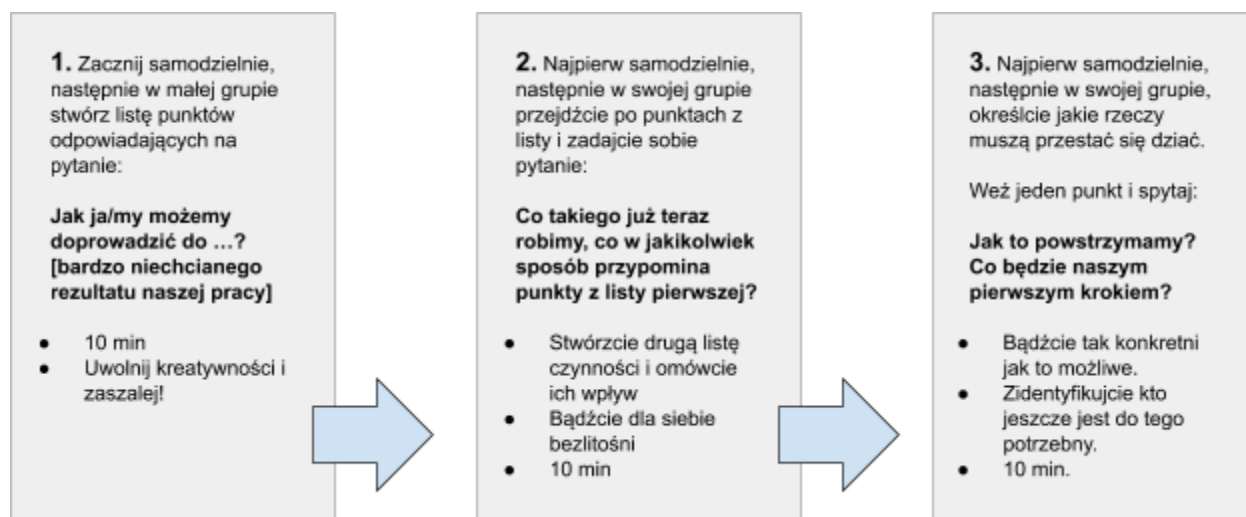 1. Zacznij samodzielnie,
następnie w małej grupie
stwórz listę punktów
odpowiadających na
pytanie:
Jak ja/my możemy
doprowadzić do …?
[bardzo niechcianego
rezultatu naszej pracy]
● 10 min
● Uwolnij kreatywności i
zaszalej!
2. Najpierw samodzielnie,
następnie w swojej grupie
przejdźcie po punktach z
listy i zadajcie sobie
pytanie:
Co takiego już teraz
robimy, co w jakikolwiek
sposób przypomina
punkty z listy pierwszej?
● Stwórzcie drugą listę
czynności i omówcie
ich wpływ
● Bądźcie dla siebie
bezlitośni
● 10 min
3. Najpierw samodzielnie,
następnie w swojej grupie,
określcie jakie rzeczy
muszą przestać się dziać.
Weź jeden punkt i spytaj:
Jak to powstrzymamy?
Co będzie naszym
pierwszym krokiem?
● Bądźcie tak konkretni
jak to możliwe.
● Zidentyfikujcie kto
jeszcze jest do tego
potrzebny.
● 10 min.